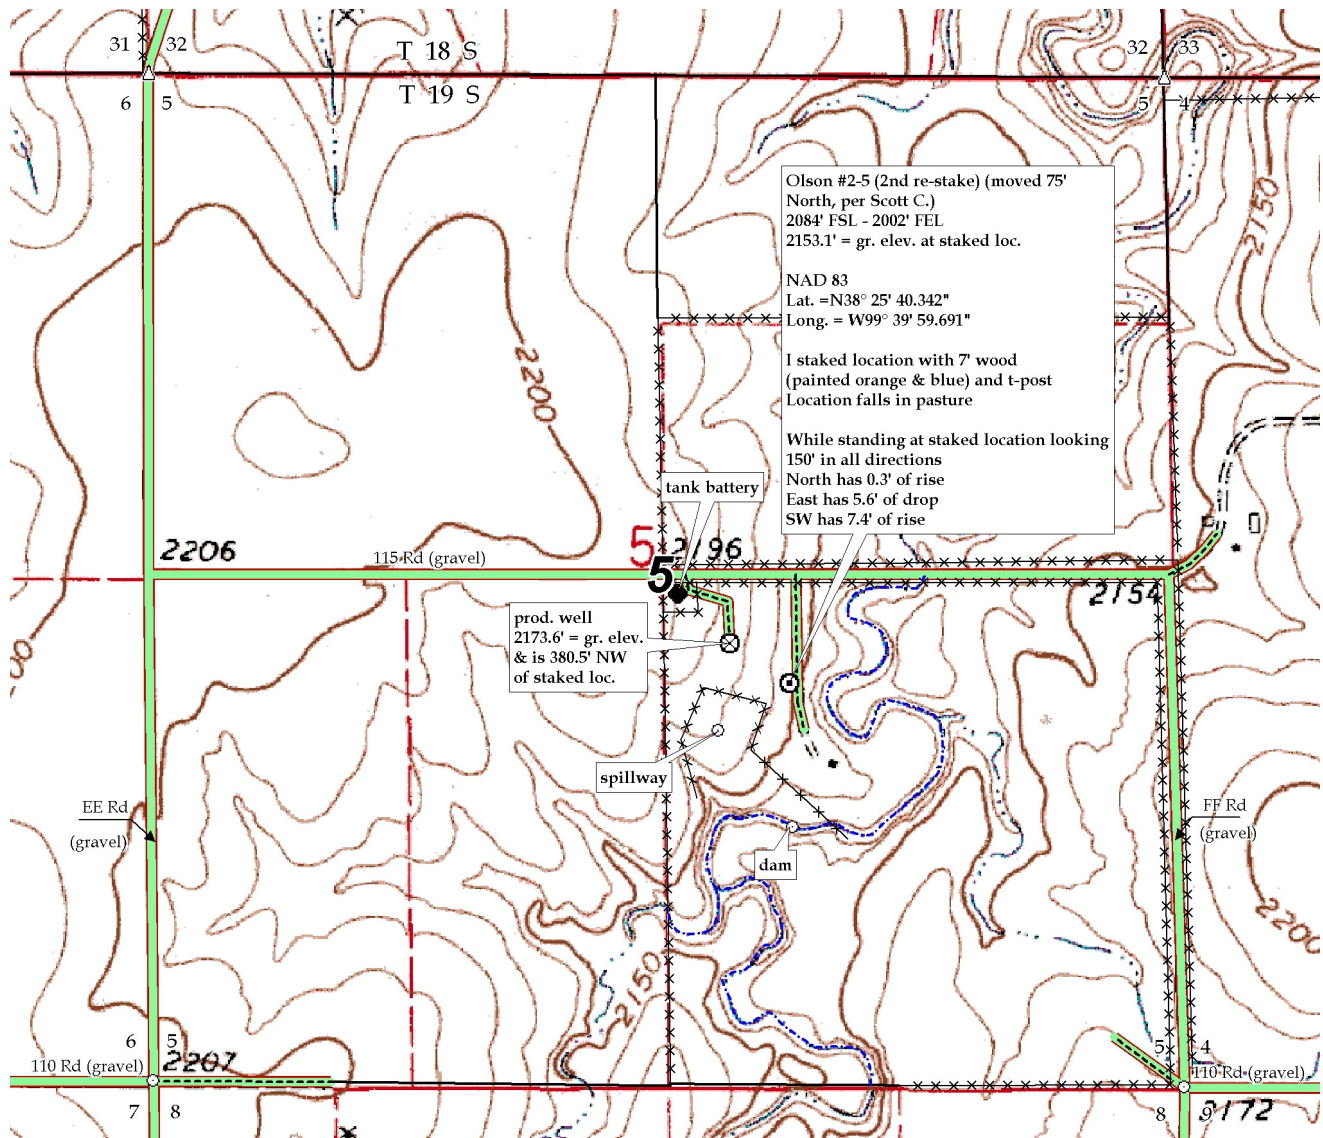 31
32
T 18 S
32
33
6
5
T 19 S
5
4
Olson #2-5 (2nd re-stake) (moved 75'
North, per Scott C.)
2084' FSL - 2002' FEL
2153.1' = gr. elev. at staked loc.
NAD 83
Lat. =N38° 25' 40.342"
Long. = W99° 39' 59.691"
I staked location with 7' wood
(painted orange & blue) and t-post
Location falls in pasture
While standing at staked location looking
150' in all directions
North has 0.3' of rise
East has 5.6' of drop
SW has 7.4' of rise
2150
2200
tank battery
2206
115 Rd (gravel)
5
2196
5
2154
prod. well
2173.6' = gr. elev.
& is 380.5' NW
of staked loc.
00
spillway
EE Rd
(gravel)
FF Rd
(gravel)
dam
2200
2150
6
5
5
4
110 Rd (gravel)
2207
110 Rd (gravel)
7
8
8
9
2172